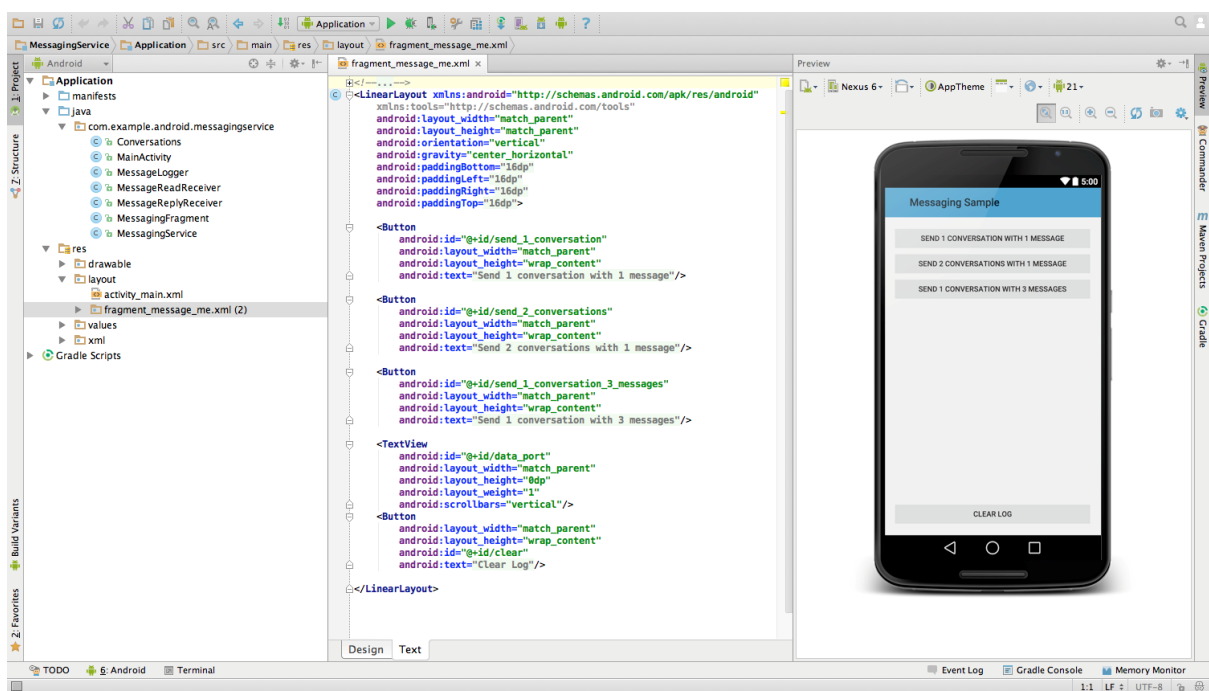 Application
MessagingService Application src main res layout fragment_message_me.xml
1: Project
Z: Structure
Build Variants
2: Favorites
Android
Application
manifests
java
com.example.android.messagingservice
Conversations
MainActivity
MessageLogger
MessageReadReceiver
MessageReplyReceiver
MessagingFragment
MessagingService
res
drawable
layout
activity_main.xml
fragment_message_me.xml (2)
values
xml
Gradle Scripts
fragment_message_me.xml ×
<!--...-->
<LinearLayout xmlns:android="http://schemas.android.com/apk/res/android"
xmlns:tools="http://schemas.android.com/tools"
android:layout_width="match_parent"
android:layout_height="match_parent"
android:orientation="vertical"
android:gravity="center_horizontal"
android:paddingBottom="16dp"
android:paddingLeft="16dp"
android:paddingRight="16dp"
android:paddingTop="16dp">
<Button
android:id="@+id/send_1_conversation"
android:layout_width="match_parent"
android:layout_height="wrap_content"
android:text="Send 1 conversation with 1 message"/>
<Button
android:id="@+id/send_2_conversations"
android:layout_width="match_parent"
android:layout_height="wrap_content"
android:text="Send 2 conversations with 1 message"/>
<Button
android:id="@+id/send_1_conversation_3_messages"
android:layout_width="match_parent"
android:layout_height="wrap_content"
android:text="Send 1 conversation with 3 messages"/>
<TextView
android:id="@+id/data_port"
android:layout_width="match_parent"
android:layout_height="0dp"
android:layout_weight="1"
android:scrollbars="vertical"/>
<Button
android:layout_width="match_parent"
android:layout_height="wrap_content"
android:id="@+id/clear"
android:text="Clear Log"/>
</LinearLayout>
Design Text
Preview
Nexus 6 AppTheme 21
5:00
Messaging Sample
SEND 1 CONVERSATION WITH 1 MESSAGE
SEND 2 CONVERSATIONS WITH 1 MESSAGE
SEND 1 CONVERSATION WITH 3 MESSAGES
CLEAR LOG
Preview
Commander
m Maven Projects
Gradle
TODO 6: Android Terminal Event Log Gradle Console Memory Monitor
1:1 LF UTF-8